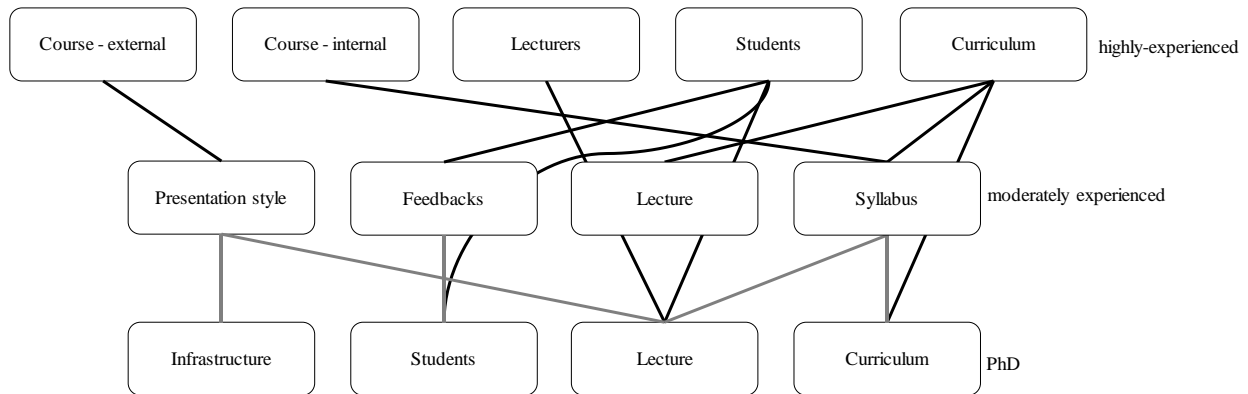 Course - external
Course - internal
Lecturers
Students
Curriculum
highly-experienced
Presentation style
Feedbacks
Lecture
Syllabus
moderately experienced
Infrastructure
Students
Lecture
Curriculum
PhD